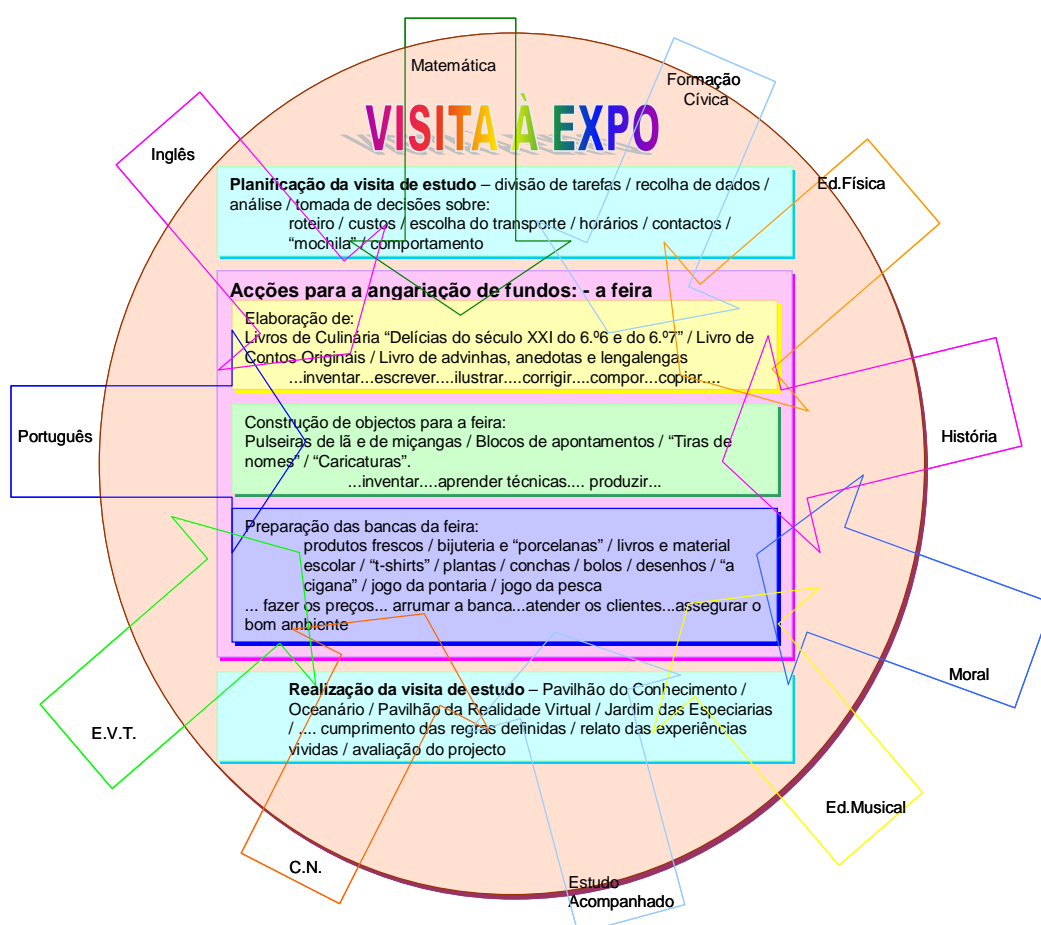 Matemática
Formação
Cívica
VISITA À EXPO
Inglês
Ed.Física
Planificação da visita de estudo – divisão de tarefas / recolha de dados /
análise / tomada de decisões sobre:
roteiro / custos / escolha do transporte / horários / contactos /
“mochila” / comportamento
Acções para a angariação de fundos: - a feira
Elaboração de:
Livros de Culinária “Delícias do século XXI do 6.º6 e do 6.º7” / Livro de
Contos Originais / Livro de advinhas, anedotas e lengalengas
...inventar...escrever....ilustrar....corrigir....compor...copiar....
Português
História
Construção de objectos para a feira:
Pulseiras de lã e de miçangas / Blocos de apontamentos / “Tiras de
nomes” / “Caricaturas”.
...inventar....aprender técnicas.... produzir...
Preparação das bancas da feira:
produtos frescos / bijuteria e “porcelanas” / livros e material
escolar / “t-shirts” / plantas / conchas / bolos / desenhos / “a
cigana” / jogo da pontaria / jogo da pesca
... fazer os preços... arrumar a banca...atender os clientes...assegurar o
bom ambiente
Moral
Realização da visita de estudo – Pavilhão do Conhecimento /
Oceanário / Pavilhão da Realidade Virtual / Jardim das Especiarias
/ .... cumprimento das regras definidas / relato das experiências
vividas / avaliação do projecto
E.V.T.
Ed.Musical
C.N.
Estudo
Acompanhado